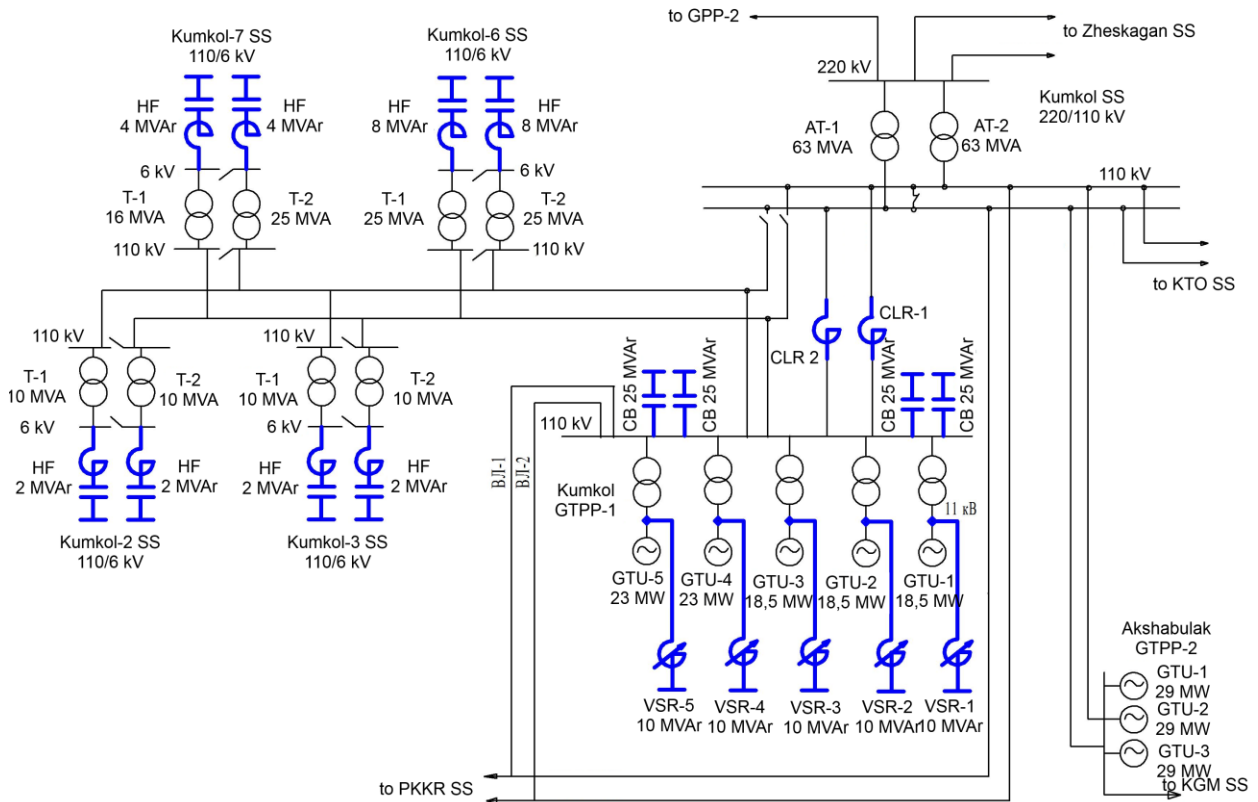 to GPP-2
to Zheskagan SS
Kumkol-7 SS
110/6 kV
Kumkol-6 SS
110/6 kV
220 kV
Kumkol SS
220/110 kV
HF
4 MVAr
HF
4 MVAr
HF
8 MVAr
HF
8 MVAr
AT-1
63 MVA
AT-2
63 MVA
6 kV
6 kV
110 kV
T-1
16 MVA
T-2
25 MVA
T-1
25 MVA
T-2
25 MVA
110 kV
110 kV
to KTO SS
110 kV
110 kV
CLR-1
CLR 2
T-1
10 MVA
T-2
10 MVA
T-1
10 MVA
T-2
10 MVA
CB 25 MVAr
CB 25 MVAr
CB 25 MVAr
CB 25 MVAr
6 kV
6 kV
110 kV
HF
2 MVAr
HF
2 MVAr
HF
2 MVAr
HF
2 MVAr
ВЛ-1
ВЛ-2
Kumkol
GTPP-1
11 кВ
Kumkol-2 SS
110/6 kV
Kumkol-3 SS
110/6 kV
GTU-5
23 MW
GTU-4
23 MW
GTU-3
18,5 MW
GTU-2
18,5 MW
GTU-1
18,5 MW
Akshabulak
GTPP-2
GTU-1
29 MW
GTU-2
29 MW
GTU-3
29 MW
VSR-5
10 MVAr
VSR-4
10 MVAr
VSR-3
10 MVAr
VSR-2
10 MVAr
VSR-1
10 MVAr
to PKKR SS
to KGM SS